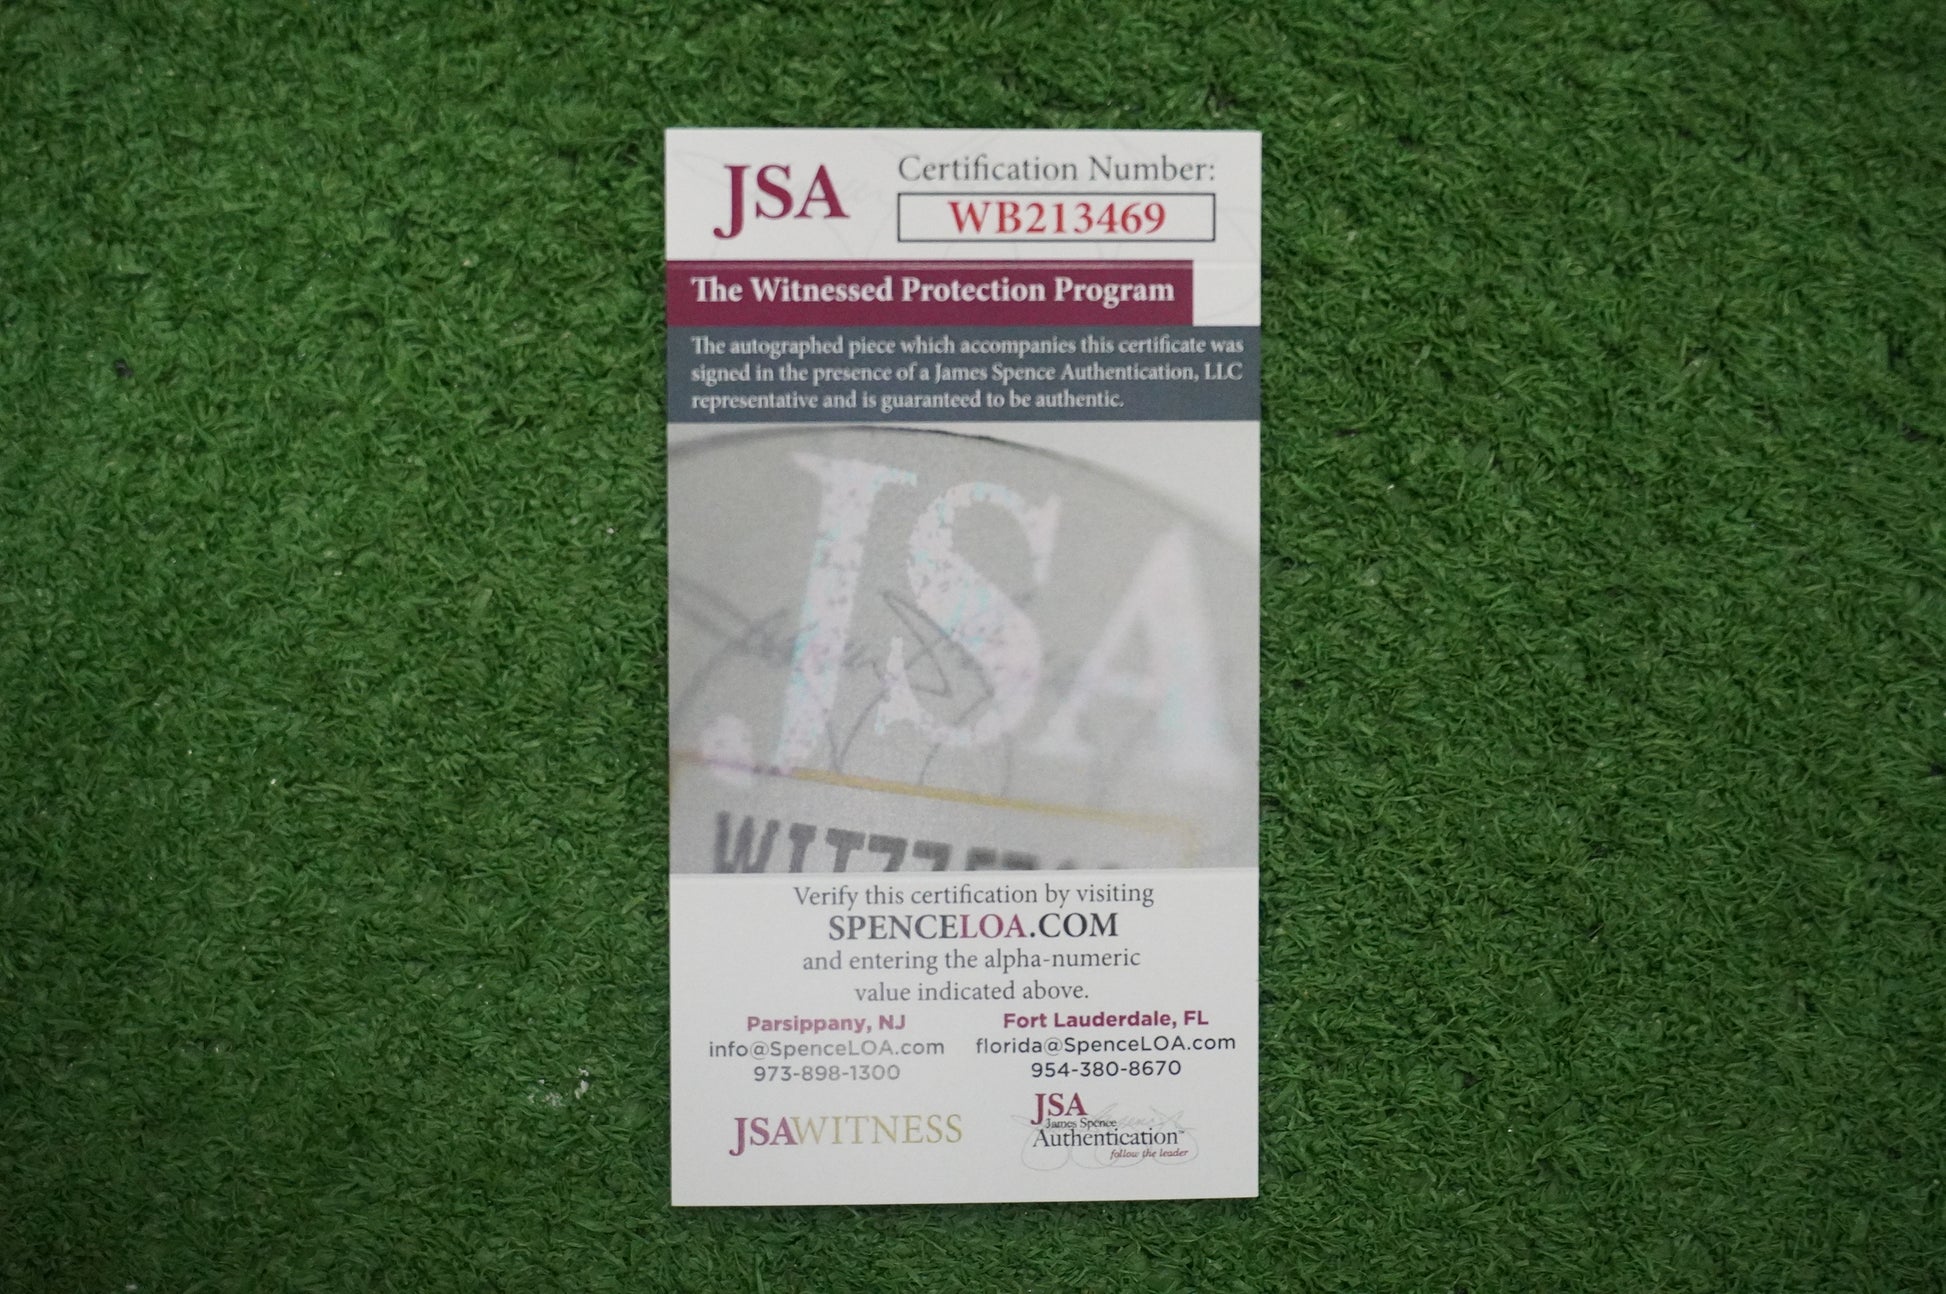 JSA
Certification Number:
WB213469
The Witnessed Protection Program
The autographed piece which accompanies this certificate was
signed in the presence of a James Spence Authentication, LLC
representative and is guaranteed to be authentic.
JSA
Verify this certification by visiting
SPENCELOA.COM
and entering the alpha-numeric
value indicated above.
Parsippany, NJ
info@SpenceLOA.com
973-898-1300
Fort Lauderdale, FL
florida@SpenceLOA.com
954-380-8670
JSAWITNESS
JSA
James Spence
Authentication™
follow the leader